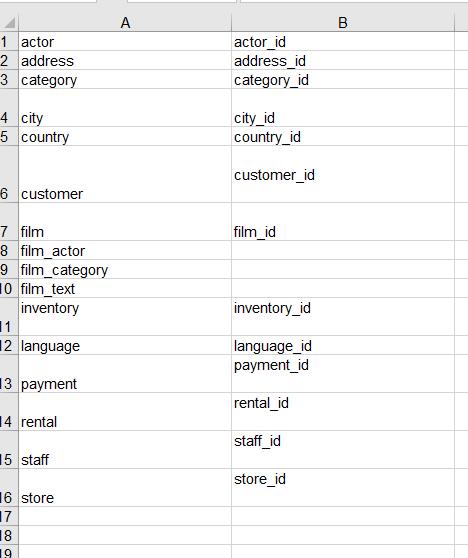 A B
1 actor actor_id
2 address address_id
3 category category_id
4 city city_id
5 country country_id
6 customer customer_id
7 film film_id
8 film_actor
9 film_category
10 film_text
11 inventory inventory_id
12 language language_id
13 payment payment_id
14 rental rental_id
15 staff staff_id
16 store store_id
17
18
19